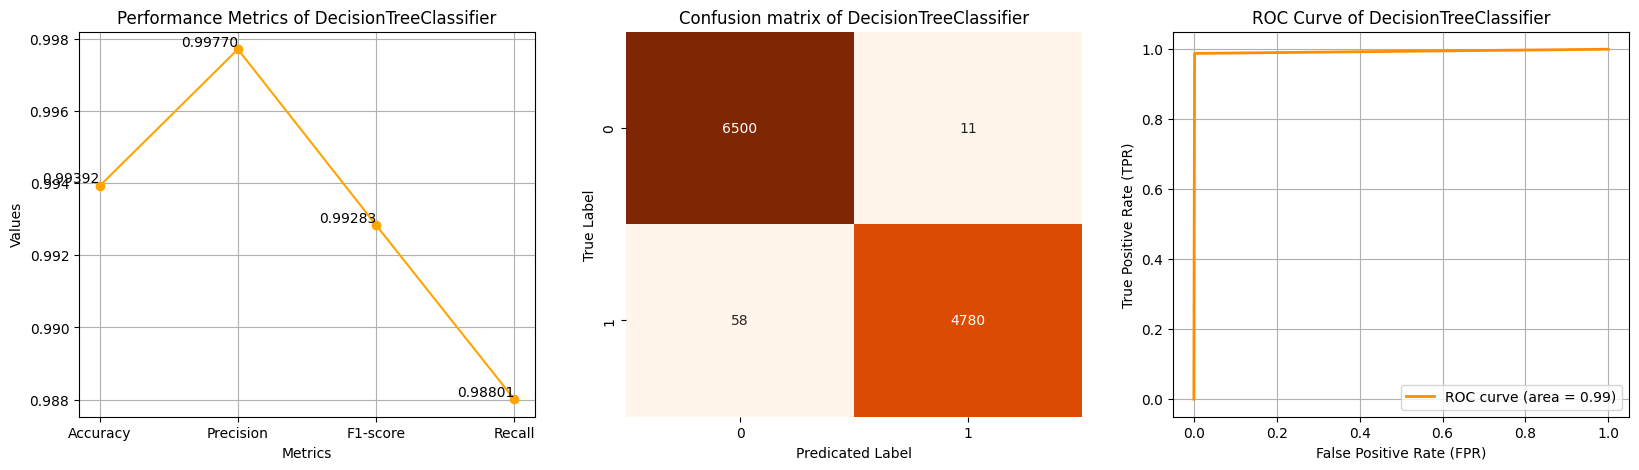 Performance Metrics of DecisionTreeClassifier
0.998
0.996
0.994
0.992
0.990
0.988
Values
0.99392
0.99770
0.99283
0.98801
Accuracy Precision F1-score Recall
Metrics
Confusion matrix of DecisionTreeClassifier
True Label
0
1
6500 11
58 4780
0 1
Predicated Label
ROC Curve of DecisionTreeClassifier
True Positive Rate (TPR)
1.0
0.8
0.6
0.4
0.2
0.0
ROC curve (area = 0.99)
0.0 0.2 0.4 0.6 0.8 1.0
False Positive Rate (FPR)